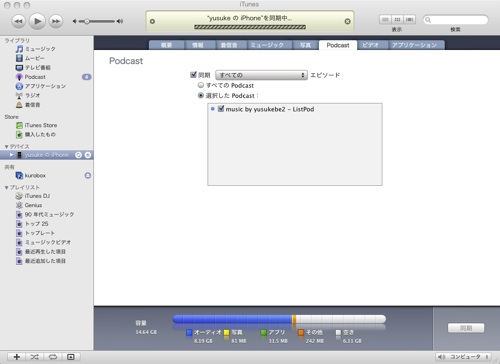 iTunes
"yusuke の iPhone"を同期中...
表示
検索
ライブラリ
ミュージック
ムービー
テレビ番組
Podcast 4
アプリケーション
ラジオ
着信音
Store
iTunes Store
購入したもの
デバイス
yusuke の iPhone
共有
kurobox
プレイリスト
iTunes DJ
Genius
90 年代ミュージック
トップ 25
トップレート
ミュージックビデオ
最近再生した項目
最近追加した項目
概要 情報 着信音 ミュージック 写真 Podcast ビデオ アプリケーション
Podcast
同期 すべての エピソード
すべての Podcast
選択した Podcast：
music by yusukebe2 – ListPod
容量
14.64 GB
オーディオ 写真 アプリ その他 空き
8.19 GB 81 MB 31.5 MB 242 MB 6.11 GB
同期
コンピュータ